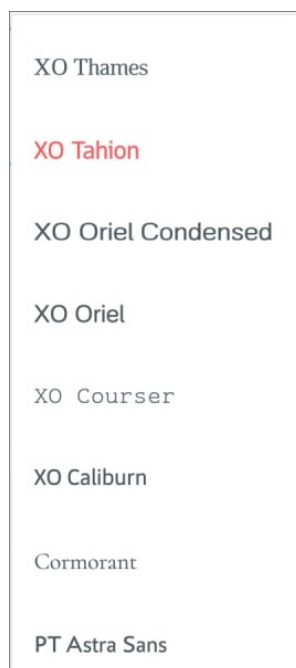 XO Thames
XO Tahion
XO Oriel Condensed
XO Oriel
XO Courser
XO Caliburn
Cormorant
PT Astra Sans